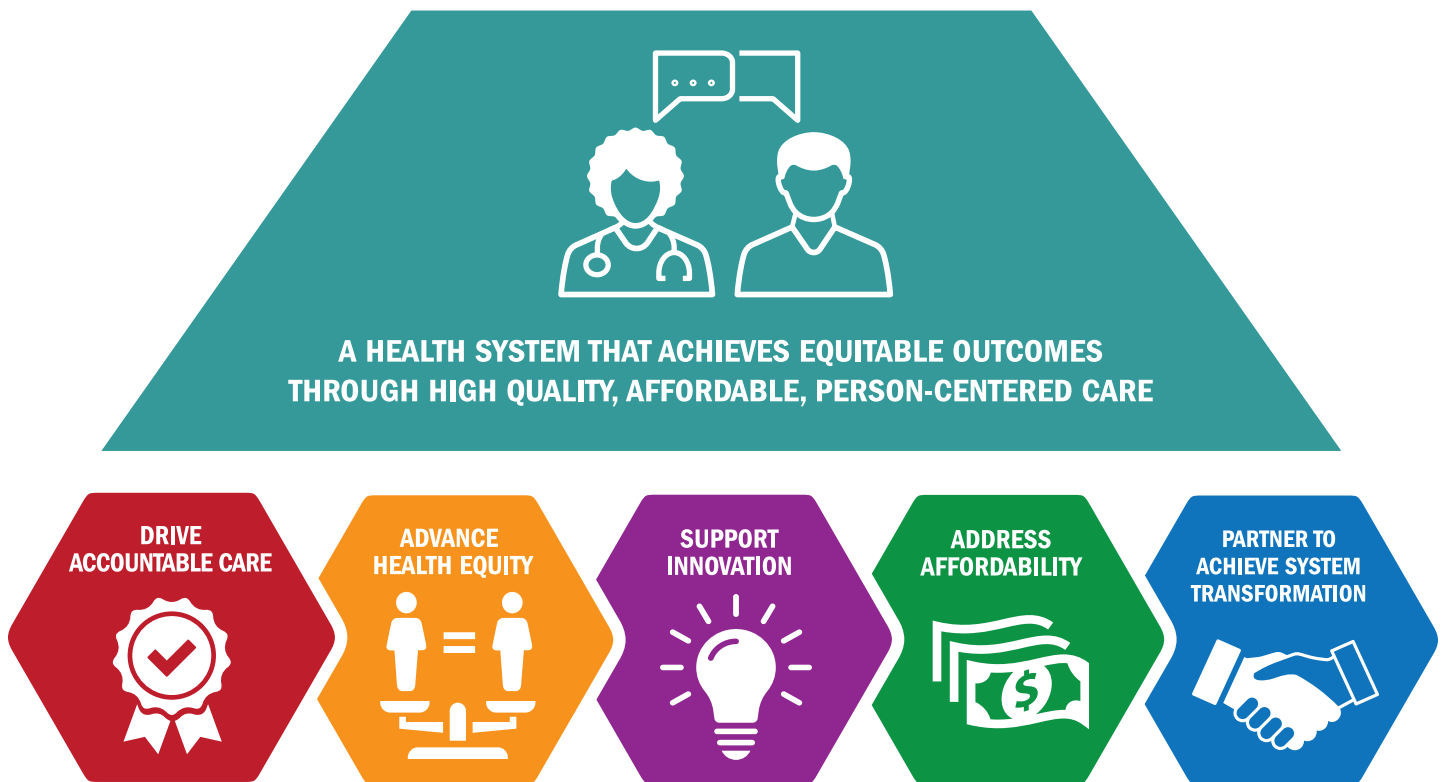 A HEALTH SYSTEM THAT ACHIEVES EQUITABLE OUTCOMES
THROUGH HIGH QUALITY, AFFORDABLE, PERSON-CENTERED CARE
DRIVE
ACCOUNTABLE CARE
ADVANCE
HEALTH EQUITY
=
SUPPORT
INNOVATION
ADDRESS
AFFORDABILITY
$
PARTNER TO
ACHIEVE SYSTEM
TRANSFORMATION